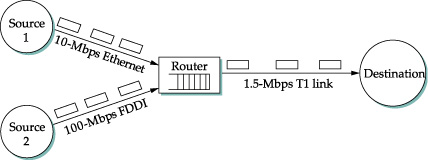 Source
1
10-Mbps Ethernet
Router
1.5-Mbps T1 link
Destination
100-Mbps FDDI
Source
2